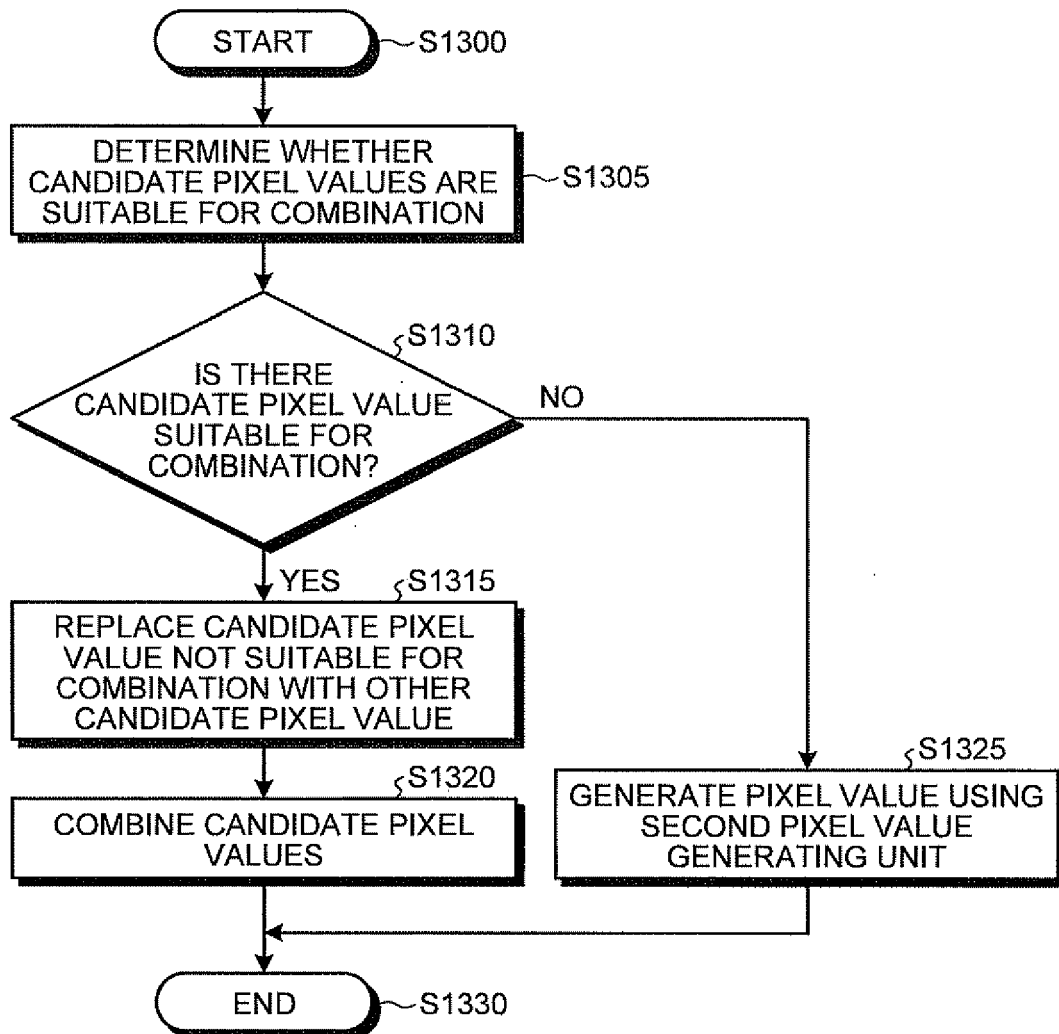 START
S1300
DETERMINE WHETHER
CANDIDATE PIXEL VALUES ARE
SUITABLE FOR COMBINATION
S1305
S1310
IS THERE
CANDIDATE PIXEL VALUE
SUITABLE FOR
COMBINATION?
NO
YES
S1315
REPLACE CANDIDATE PIXEL
VALUE NOT SUITABLE FOR
COMBINATION WITH OTHER
CANDIDATE PIXEL VALUE
S1320
COMBINE CANDIDATE PIXEL
VALUES
S1325
GENERATE PIXEL VALUE USING
SECOND PIXEL VALUE
GENERATING UNIT
END
S1330